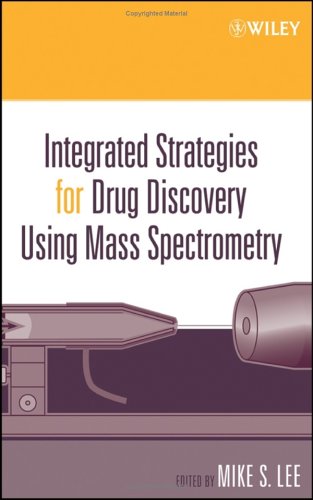 Copyrighted Material
WILEY
Integrated Strategies
for Drug Discovery
Using Mass Spectrometry
EDITED BY MIKE S. LEE